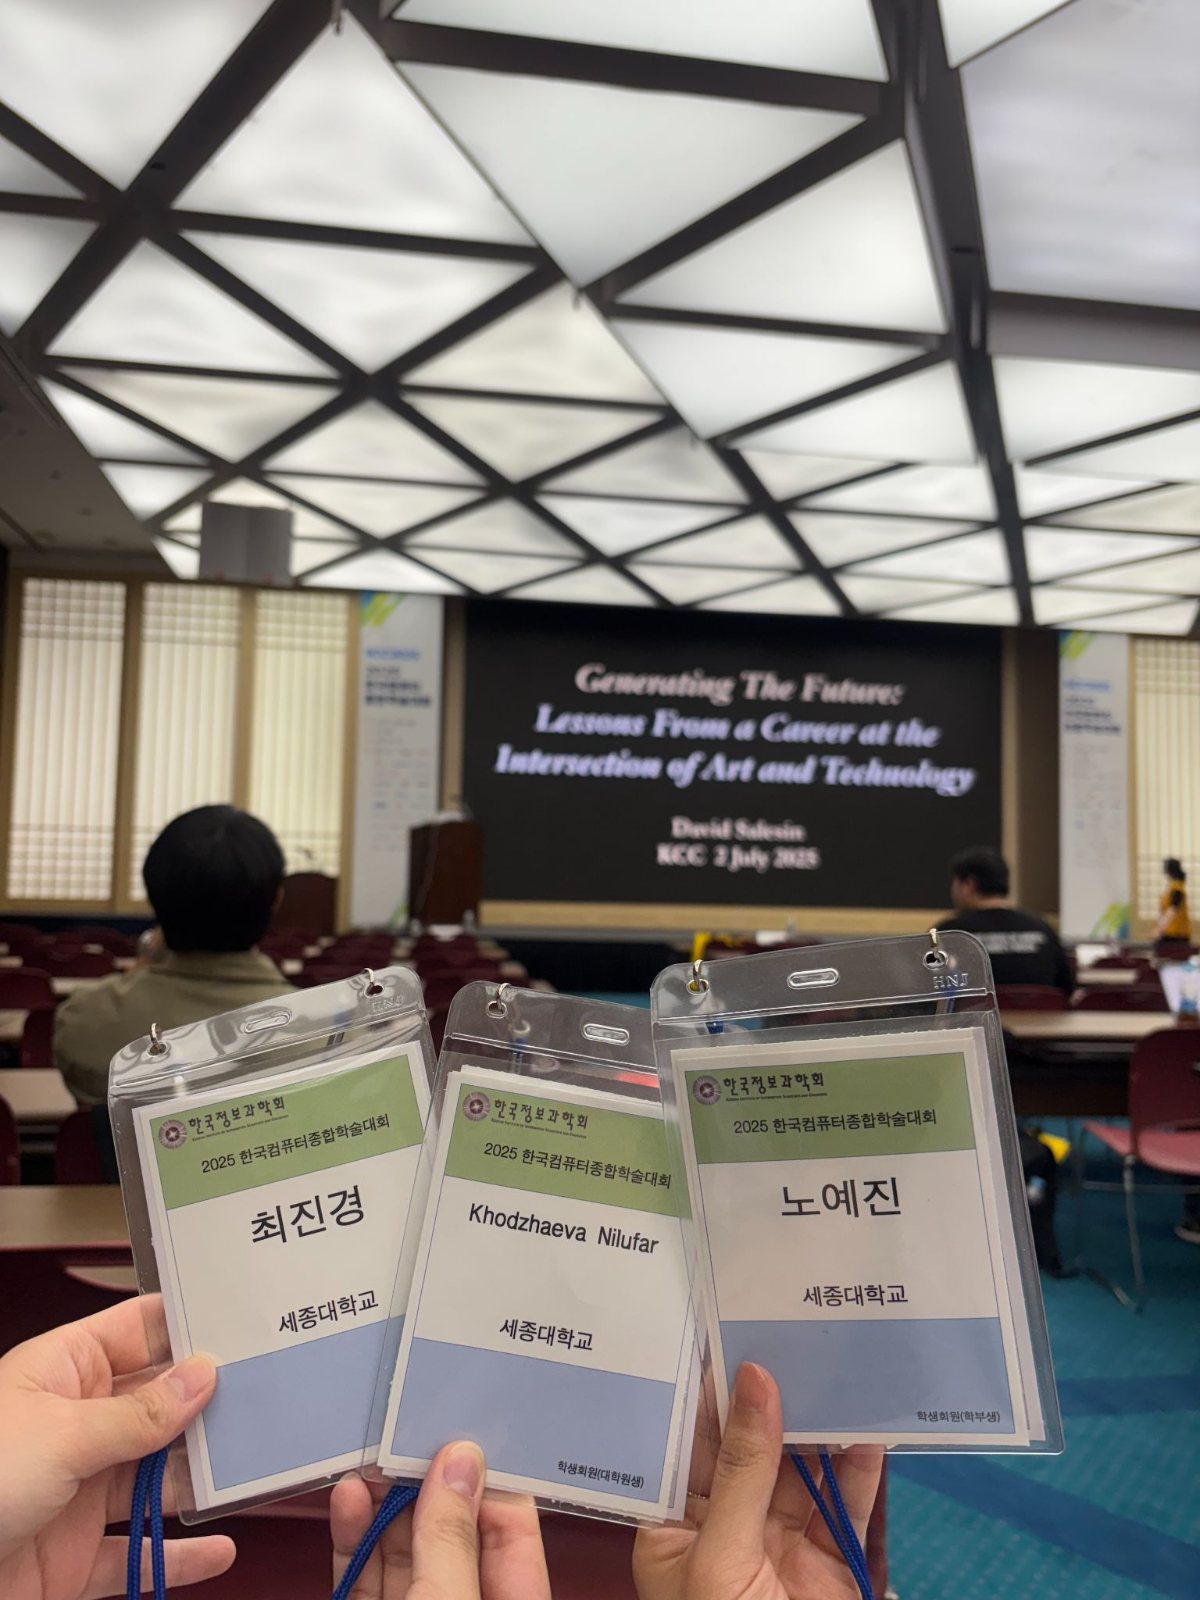 Generating The Future:
Lessons From a Career at the
Intersection of Art and Technology
David Salesin
KCC 2 July 2025
HNJ
한국정보과학회
2025 한국컴퓨터종합학술대회
최진경
세종대학교
한국정보과학회
2025 한국컴퓨터종합학술대회
Khodzhaeva Nilufar
세종대학교
학생회원(대학원생)
HNJ
한국정보과학회
2025 한국컴퓨터종합학술대회
노예진
세종대학교
학생회원(학부생)